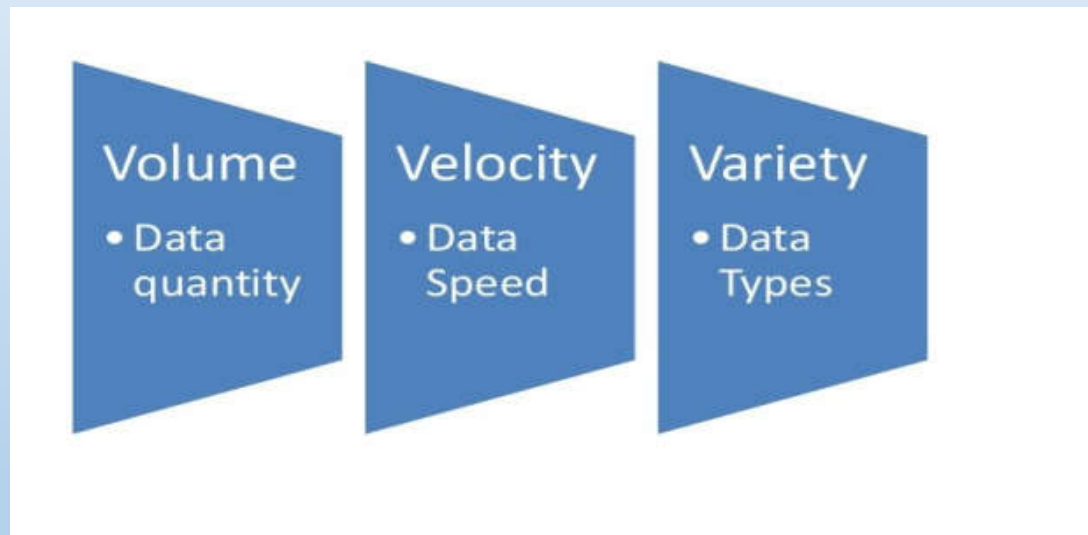 Volume
• Data
quantity
Velocity
• Data
Speed
Variety
• Data
Types